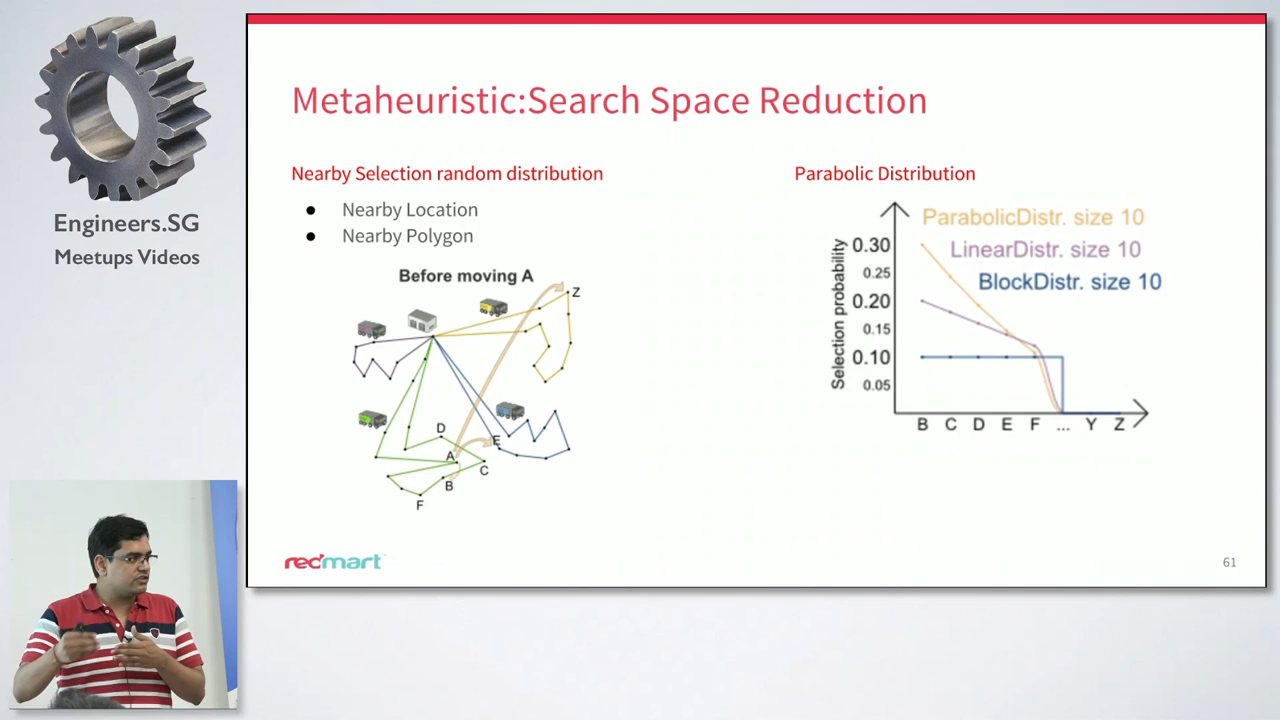 Engineers.SG
Meetups Videos
Metaheuristic:Search Space Reduction
Nearby Selection random distribution
● Nearby Location
● Nearby Polygon
Before moving A
Z
D
E
A
C
B
F
Parabolic Distribution
ParabolicDistr. size 10
LinearDistr. size 10
BlockDistr. size 10
Selection probability
0.30
0.25
0.20
0.15
0.10
0.05
B C D E F ... Y Z
redmart
61